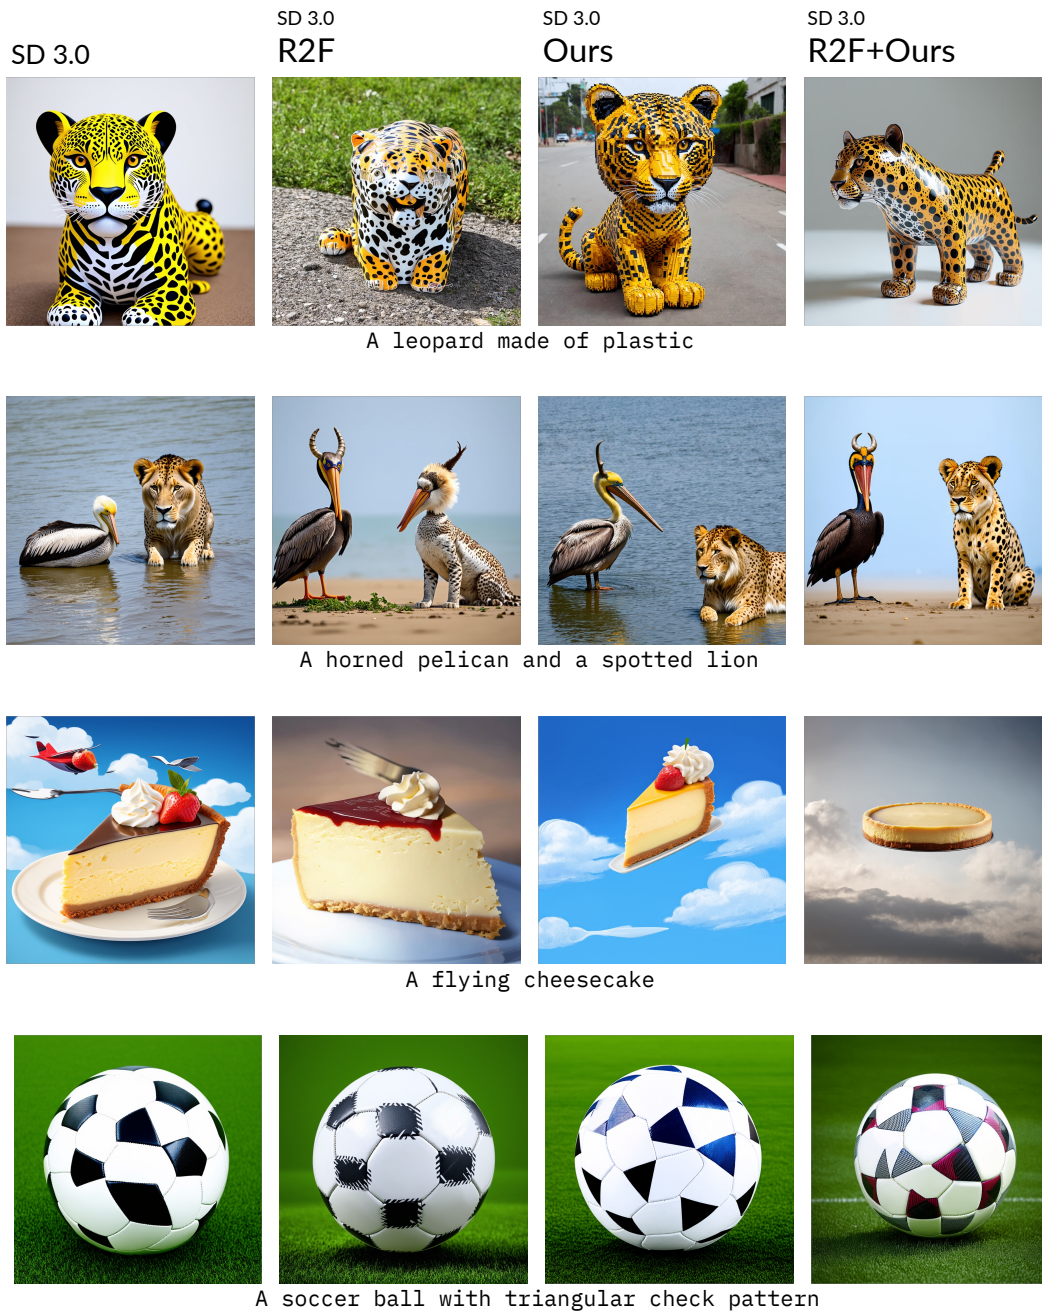 SD 3.0
SD 3.0
R2F
SD 3.0
Ours
SD 3.0
R2F+Ours
A leopard made of plastic
A horned pelican and a spotted lion
A flying cheesecake
A soccer ball with triangular check pattern